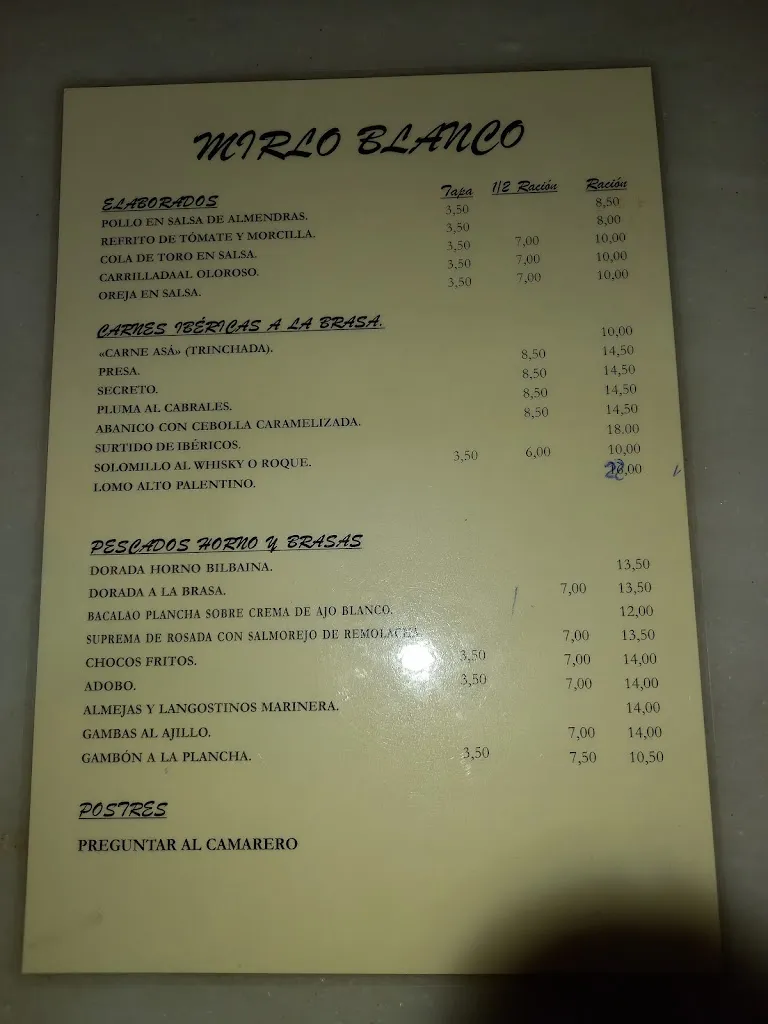 MIRLO BLANCO
Tapa 1/2 Ración Ración
ELABORADOS
POLLO EN SALSA DE ALMENDRAS. 3,50 8,50
REFRITO DE TÓMATE Y MORCILLA. 3,50 8,00
COLA DE TORO EN SALSA. 3,50 7,00 10,00
CARRILLADAAL OLOROSO. 3,50 7,00 10,00
OREJA EN SALSA. 3,50 7,00 10,00
CARNES IBÉRICAS A LA BRASA.
«CARNE ASÁ» (TRINCHADA). 10,00
PRESA. 8,50 14,50
SECRETO. 8,50 14,50
PLUMA AL CABRALES. 8,50 14,50
ABANICO CON CEBOLLA CARAMELIZADA. 8,50 14,50
SURTIDO DE IBÉRICOS. 18.00
SOLOMILLO AL WHISKY O ROQUE. 3,50 6,00 10,00
LOMO ALTO PALENTINO.
PESCADOS HORNO Y BRASAS
DORADA HORNO BILBAINA. 13,50
DORADA A LA BRASA. 7,00 13,50
BACALAO PLANCHA SOBRE CREMA DE AJO BLANCO. 12,00
SUPREMA DE ROSADA CON SALMOREJO DE REMOLACHA. 7,00 13,50
CHOCOS FRITOS. 3,50 7,00 14,00
ADOBO. 3,50 7,00 14,00
ALMEJAS Y LANGOSTINOS MARINERA. 14,00
GAMBAS AL AJILLO. 7,00 14,00
GAMBÓN A LA PLANCHA. 3,50 7,50 10,50
POSTRES
PREGUNTAR AL CAMARERO